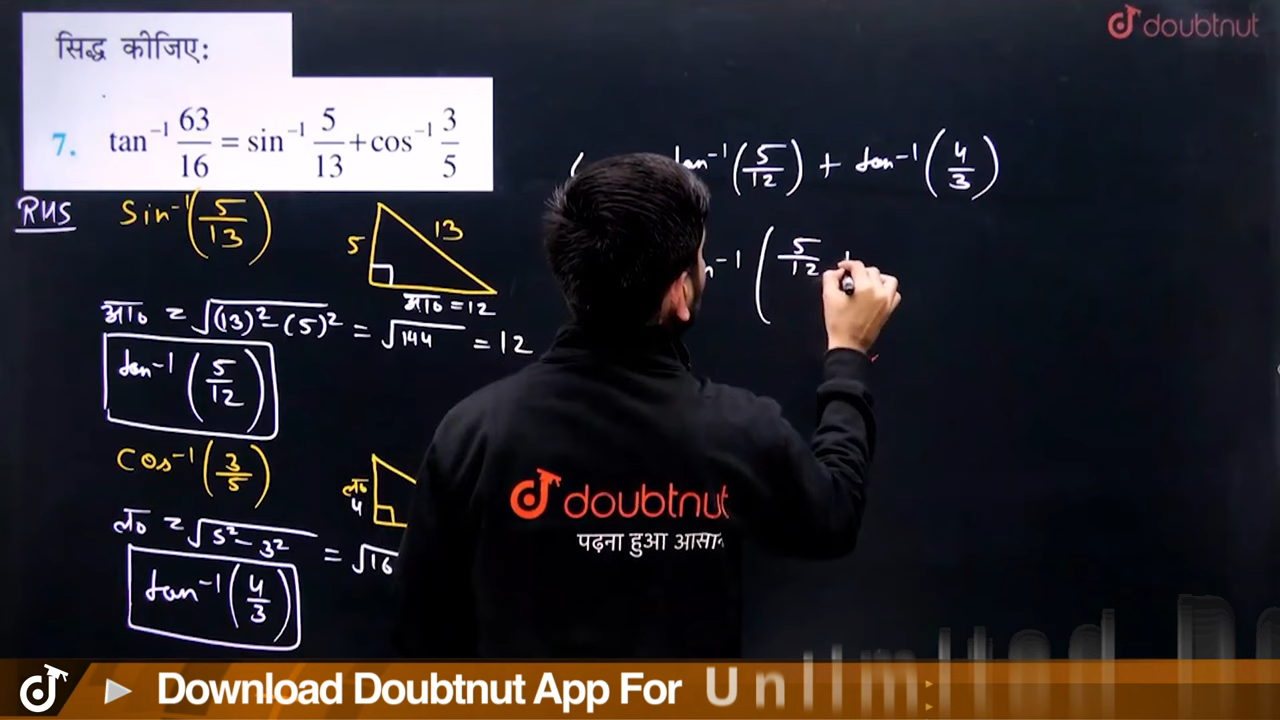 सिद्ध कीजिए:
7. tan⁻¹ 63/16 = sin⁻¹ 5/13 + cos⁻¹ 3/5
doubtnut
RHS
Sin⁻¹(5/13)
5
13
आ० = 12
आ० = √(13)² - (5)² = √144 = 12
tan⁻¹(5/12)
Cos⁻¹(3/5)
ल०
4
ल० = √5² - 3² = √16
tan⁻¹(4/3)
tan⁻¹(5/12) + tan⁻¹(4/3)
n⁻¹(5/12
doubtnut
पढ़ना हुआ आसान
Download Doubtnut App For Unlim